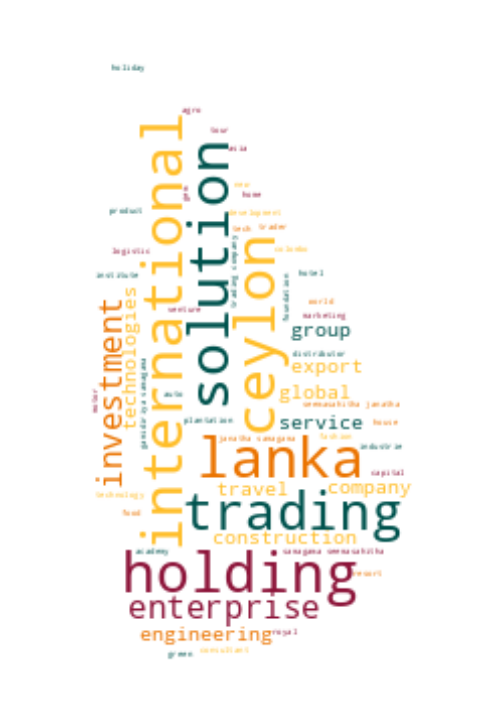 holiday
agro
tour
asia
international
solution
gem
new
home
product
development
tech
trader
logistic
colombo
ceylon
trading company
institute
hotel
foundation
technologies
world
venture
marketing
investment
group
distributor
export
gamidiriya samagama
motor
auto
global
seemasahitha janatha
plantation
service
house
janatha samagama
fashion
industrie
lanka
capital
travel
company
technology
trading
food
construction
academy
samagama seemasahitha
holding
resort
enterprise
engineering
royal
green
consultant